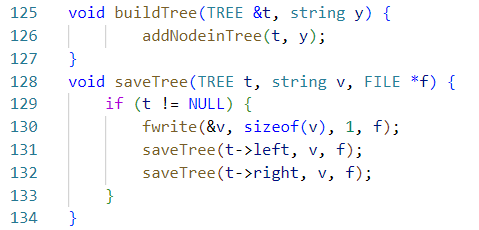 125 void buildTree(TREE &t, string y) {
126         addNodeinTree(t, y);
127 }
128 void saveTree(TREE t, string v, FILE *f) {
129     if (t != NULL) {
130         fwrite(&v, sizeof(v), 1, f);
131         saveTree(t->left, v, f);
132         saveTree(t->right, v, f);
133     }
134 }